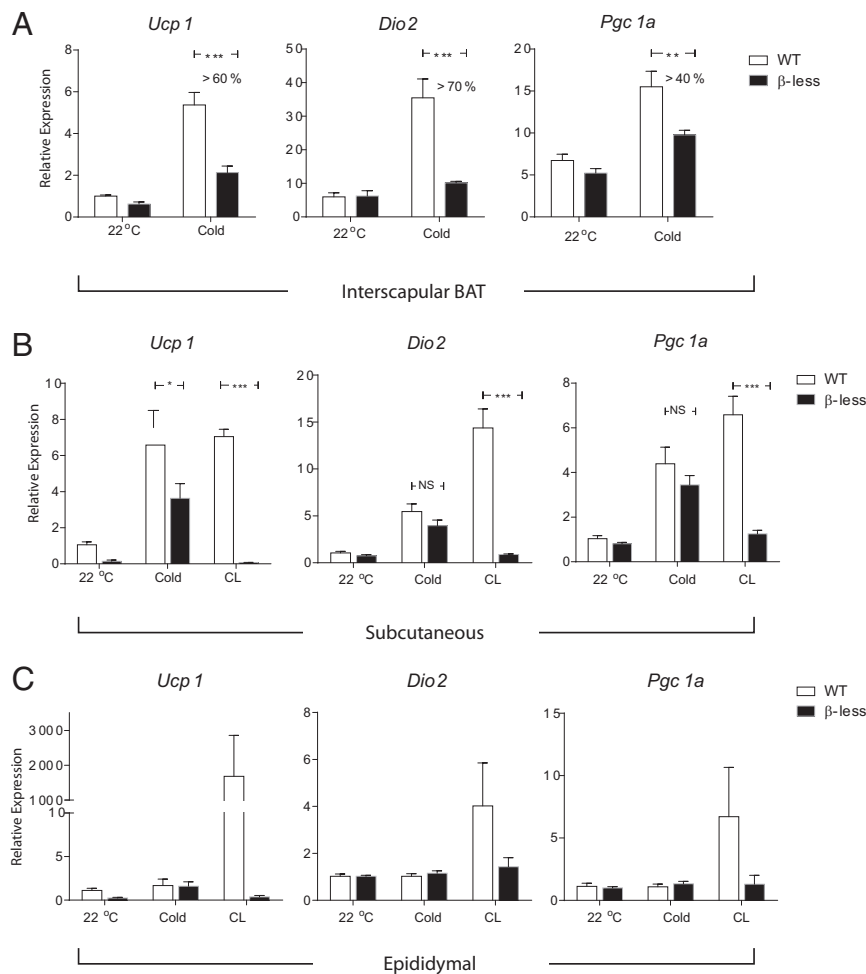 A
Ucp 1
Dio 2
Pgc 1a
Relative Expression
8
6
4
2
0
***
> 60 %
22 °C
Cold
50
40
30
20
10
0
***
> 70 %
22 °C
Cold
20
15
10
5
0
**
> 40 %
22 °C
Cold
WT
β-less
Interscapular BAT
B
Ucp 1
Dio 2
Pgc 1a
Relative Expression
10
8
6
4
2
0
*
***
22 °C
Cold
CL
20
15
10
5
0
NS
***
22 °C
Cold
CL
8
6
4
2
0
NS
***
22 °C
Cold
CL
WT
β-less
Subcutaneous
C
Ucp 1
Dio 2
Pgc 1a
Relative Expression
3000
2000
1000
10
5
0
22 °C
Cold
CL
8
6
4
2
0
22 °C
Cold
CL
15
10
5
0
22 °C
Cold
CL
WT
β-less
Epididymal